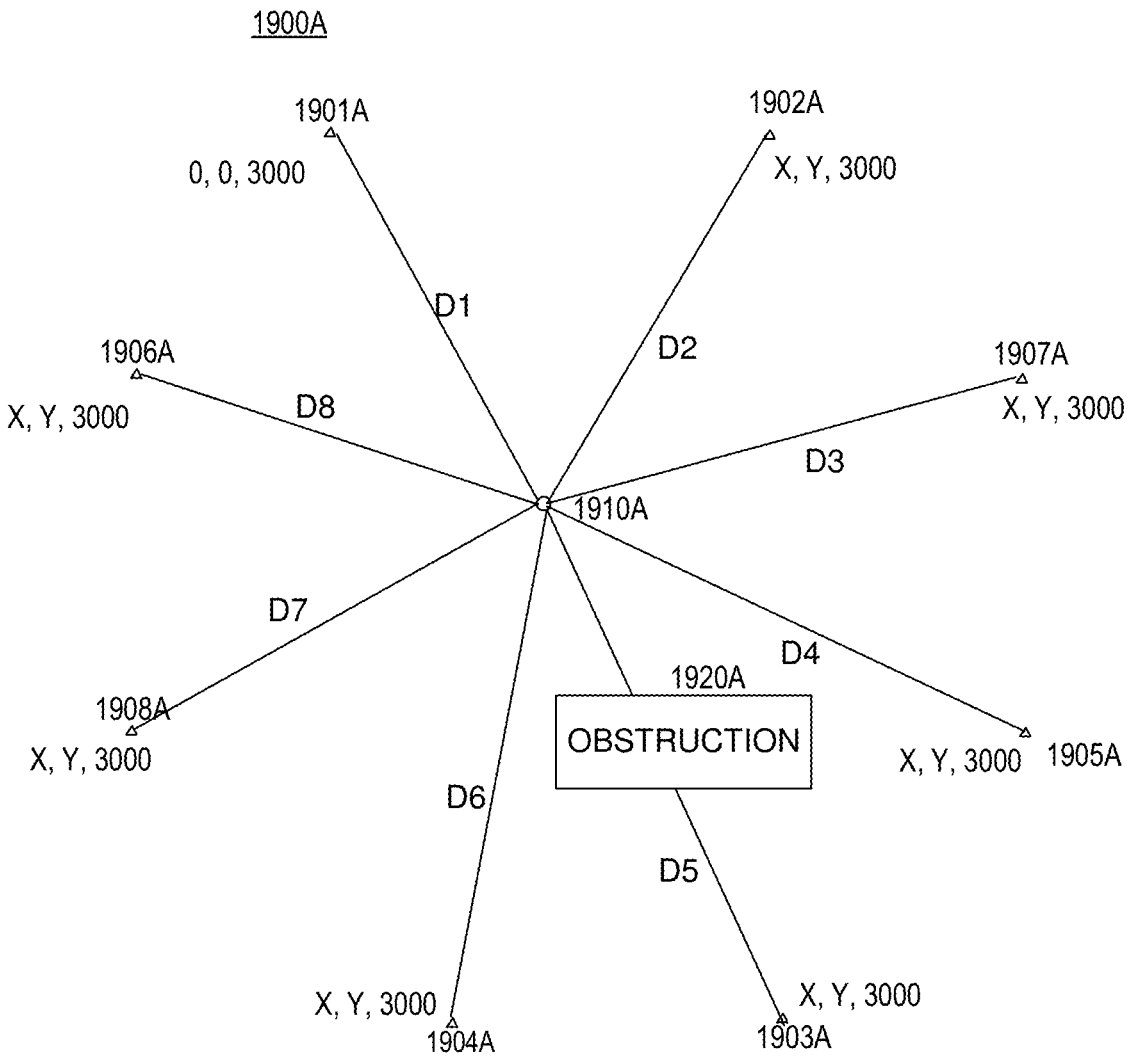 1900A
1901A
1902A
0, 0, 3000
X, Y, 3000
D1
D2
1906A
1907A
X, Y, 3000
D8
X, Y, 3000
D3
1910A
D7
D4
1920A
1908A
OBSTRUCTION
X, Y, 3000
X, Y, 3000
1905A
D6
D5
X, Y, 3000
X, Y, 3000
1904A
1903A